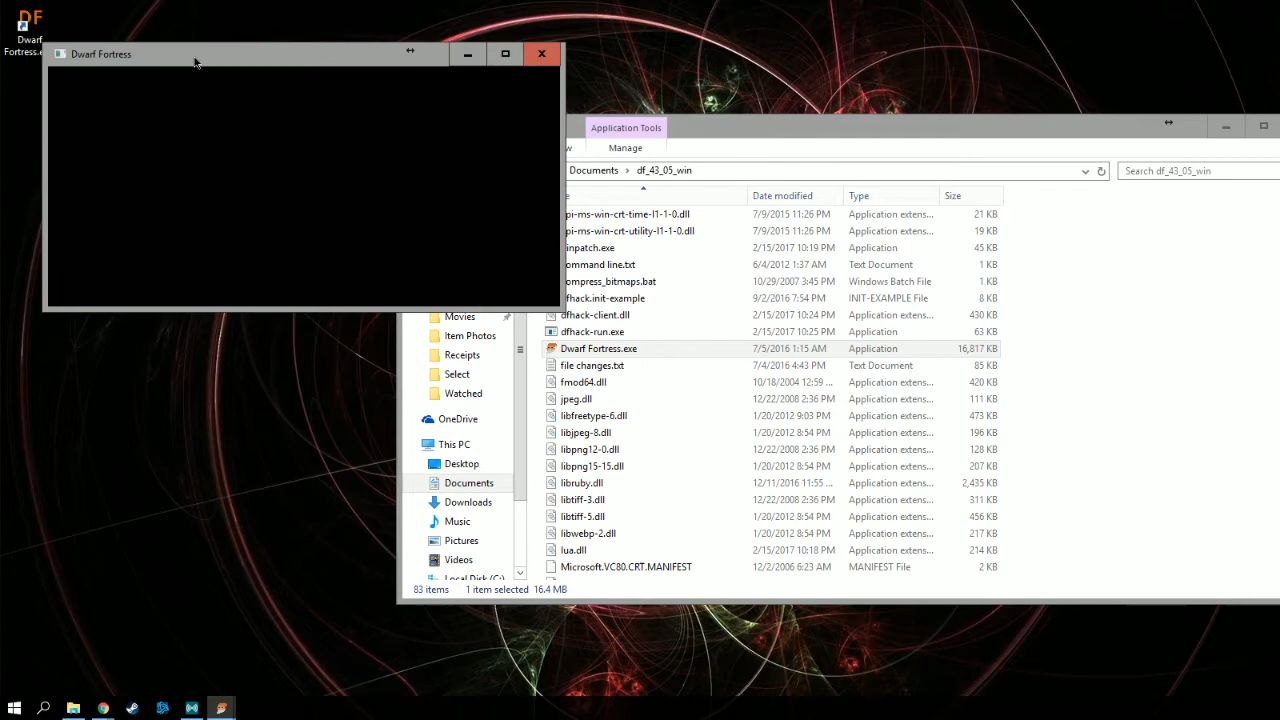 DF
Dwarf
Fortress.e
Dwarf Fortress
Application Tools
Manage
Documents > df_43_05_win
Search df_43_05_win
Date modified Type Size
pi-ms-win-crt-time-l1-1-0.dll 7/9/2015 11:26 PM Application extens... 21 KB
pi-ms-win-crt-utility-l1-1-0.dll 7/9/2015 11:26 PM Application extens... 19 KB
inpatch.exe 2/15/2017 10:19 PM Application 45 KB
ommand line.txt 6/4/2012 1:37 AM Text Document 1 KB
ompress_bitmaps.bat 10/29/2007 3:45 PM Windows Batch File 1 KB
fhack.init-example 9/2/2016 7:54 PM INIT-EXAMPLE File 8 KB
dfhack-client.dll 2/15/2017 10:24 PM Application extens... 430 KB
dfhack-run.exe 2/15/2017 10:25 PM Application 63 KB
Dwarf Fortress.exe 7/5/2016 1:15 AM Application 16,817 KB
file changes.txt 7/4/2016 4:43 PM Text Document 85 KB
fmod64.dll 10/18/2004 12:59 ... Application extens... 420 KB
jpeg.dll 12/22/2008 2:36 PM Application extens... 111 KB
libfreetype-6.dll 1/20/2012 9:03 PM Application extens... 473 KB
libjpeg-8.dll 1/20/2012 8:54 PM Application extens... 196 KB
libpng12-0.dll 12/22/2008 2:36 PM Application extens... 128 KB
libpng15-15.dll 1/20/2012 8:54 PM Application extens... 207 KB
libruby.dll 12/11/2016 11:55 ... Application extens... 2,435 KB
libtiff-3.dll 12/22/2008 2:36 PM Application extens... 311 KB
libtiff-5.dll 1/20/2012 8:54 PM Application extens... 456 KB
libwebp-2.dll 1/20/2012 8:54 PM Application extens... 217 KB
lua.dll 2/15/2017 10:18 PM Application extens... 214 KB
Microsoft.VC80.CRT.MANIFEST 12/2/2006 6:23 AM MANIFEST File 2 KB
Movies
Item Photos
Receipts
Select
Watched
OneDrive
This PC
Desktop
Documents
Downloads
Music
Pictures
Videos
Local Disk (C:)
83 items 1 item selected 16.4 MB